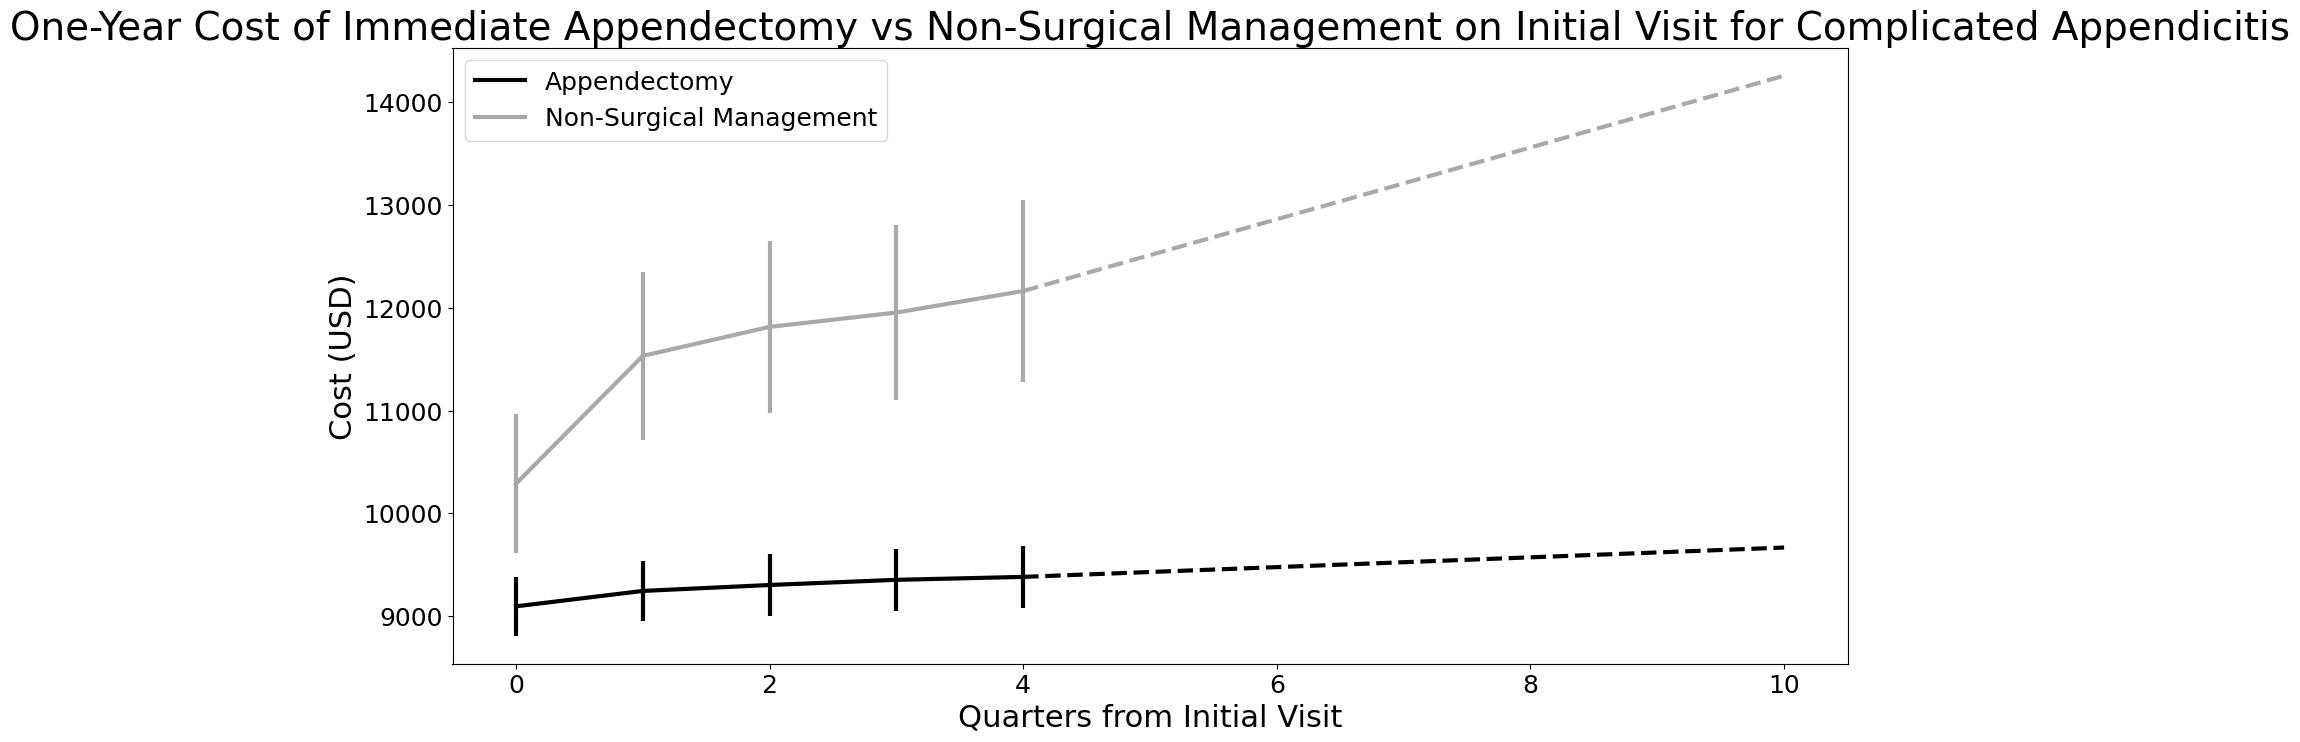 One-Year Cost of Immediate Appendectomy vs Non-Surgical Management on Initial Visit for Complicated Appendicitis
Appendectomy
Non-Surgical Management
14000
13000
12000
11000
10000
9000
Cost (USD)
0 2 4 6 8 10
Quarters from Initial Visit